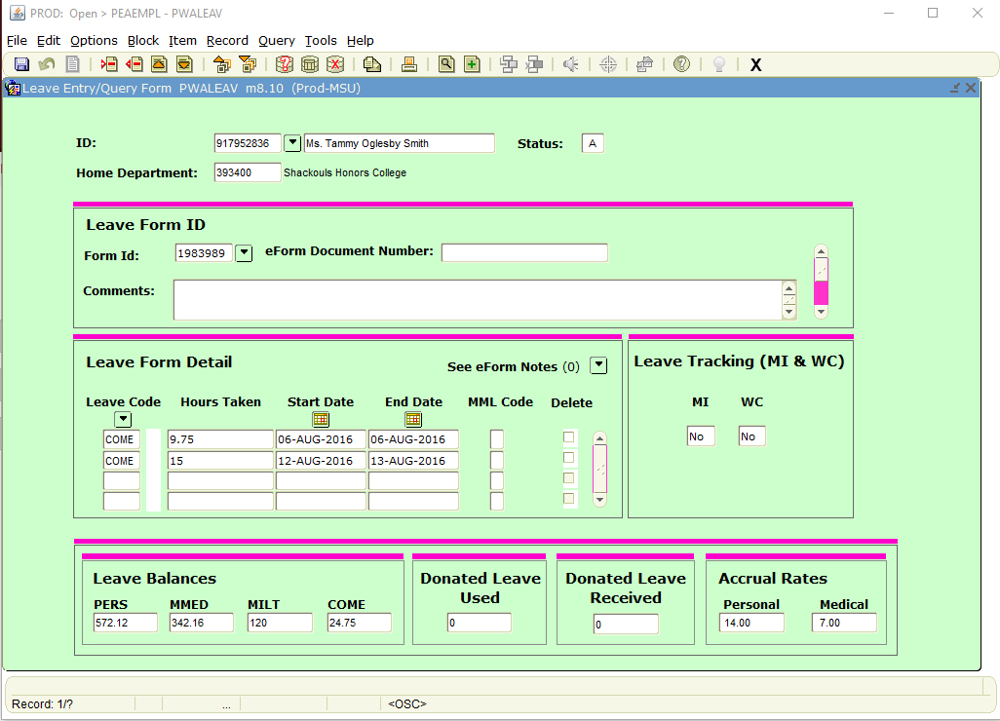 PROD: Open > PEAEMPL - PWALEAV
File Edit Options Block Item Record Query Tools Help
X
Leave Entry/Query Form PWALEAV m8.10 (Prod-MSU)
ID: 917952836 Ms. Tammy Oglesby Smith Status: A
Home Department: 393400 Shackouls Honors College
Leave Form ID
Form Id: 1983989 eForm Document Number:
Comments:
Leave Form Detail
See eForm Notes (0)
Leave Code Hours Taken Start Date End Date MML Code Delete
COME 9.75 06-AUG-2016 06-AUG-2016
COME 15 12-AUG-2016 13-AUG-2016
Leave Tracking (MI & WC)
MI WC
No No
Leave Balances
PERS MMED MILT COME
572.12 342.16 120 24.75
Donated Leave
Used
0
Donated Leave
Received
0
Accrual Rates
Personal Medical
14.00 7.00
Record: 1/? ... <OSC>